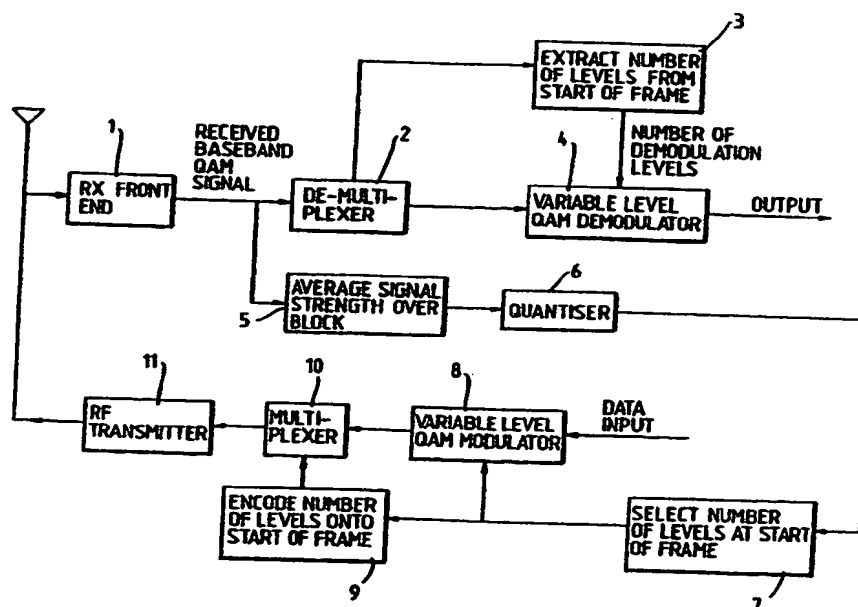 3
EXTRACT NUMBER
OF LEVELS FROM
START OF FRAME
1
RECEIVED
BASEBAND
QAM
SIGNAL
2
NUMBER OF
DEMODULATION
LEVELS
4
RX FRONT
END
DE-MULTI-
PLEXER
VARIABLE LEVEL
QAM DEMODULATOR
OUTPUT
6
AVERAGE SIGNAL
STRENGTH OVER
BLOCK
5
QUANTISER
11
10
8
RF
TRANSMITTER
MULTI-
PLEXER
VARIABLE LEVEL
QAM MODULATOR
DATA
INPUT
ENCODE NUMBER
OF LEVELS ONTO
START OF FRAME
9
SELECT NUMBER
OF LEVELS AT START
OF FRAME
7